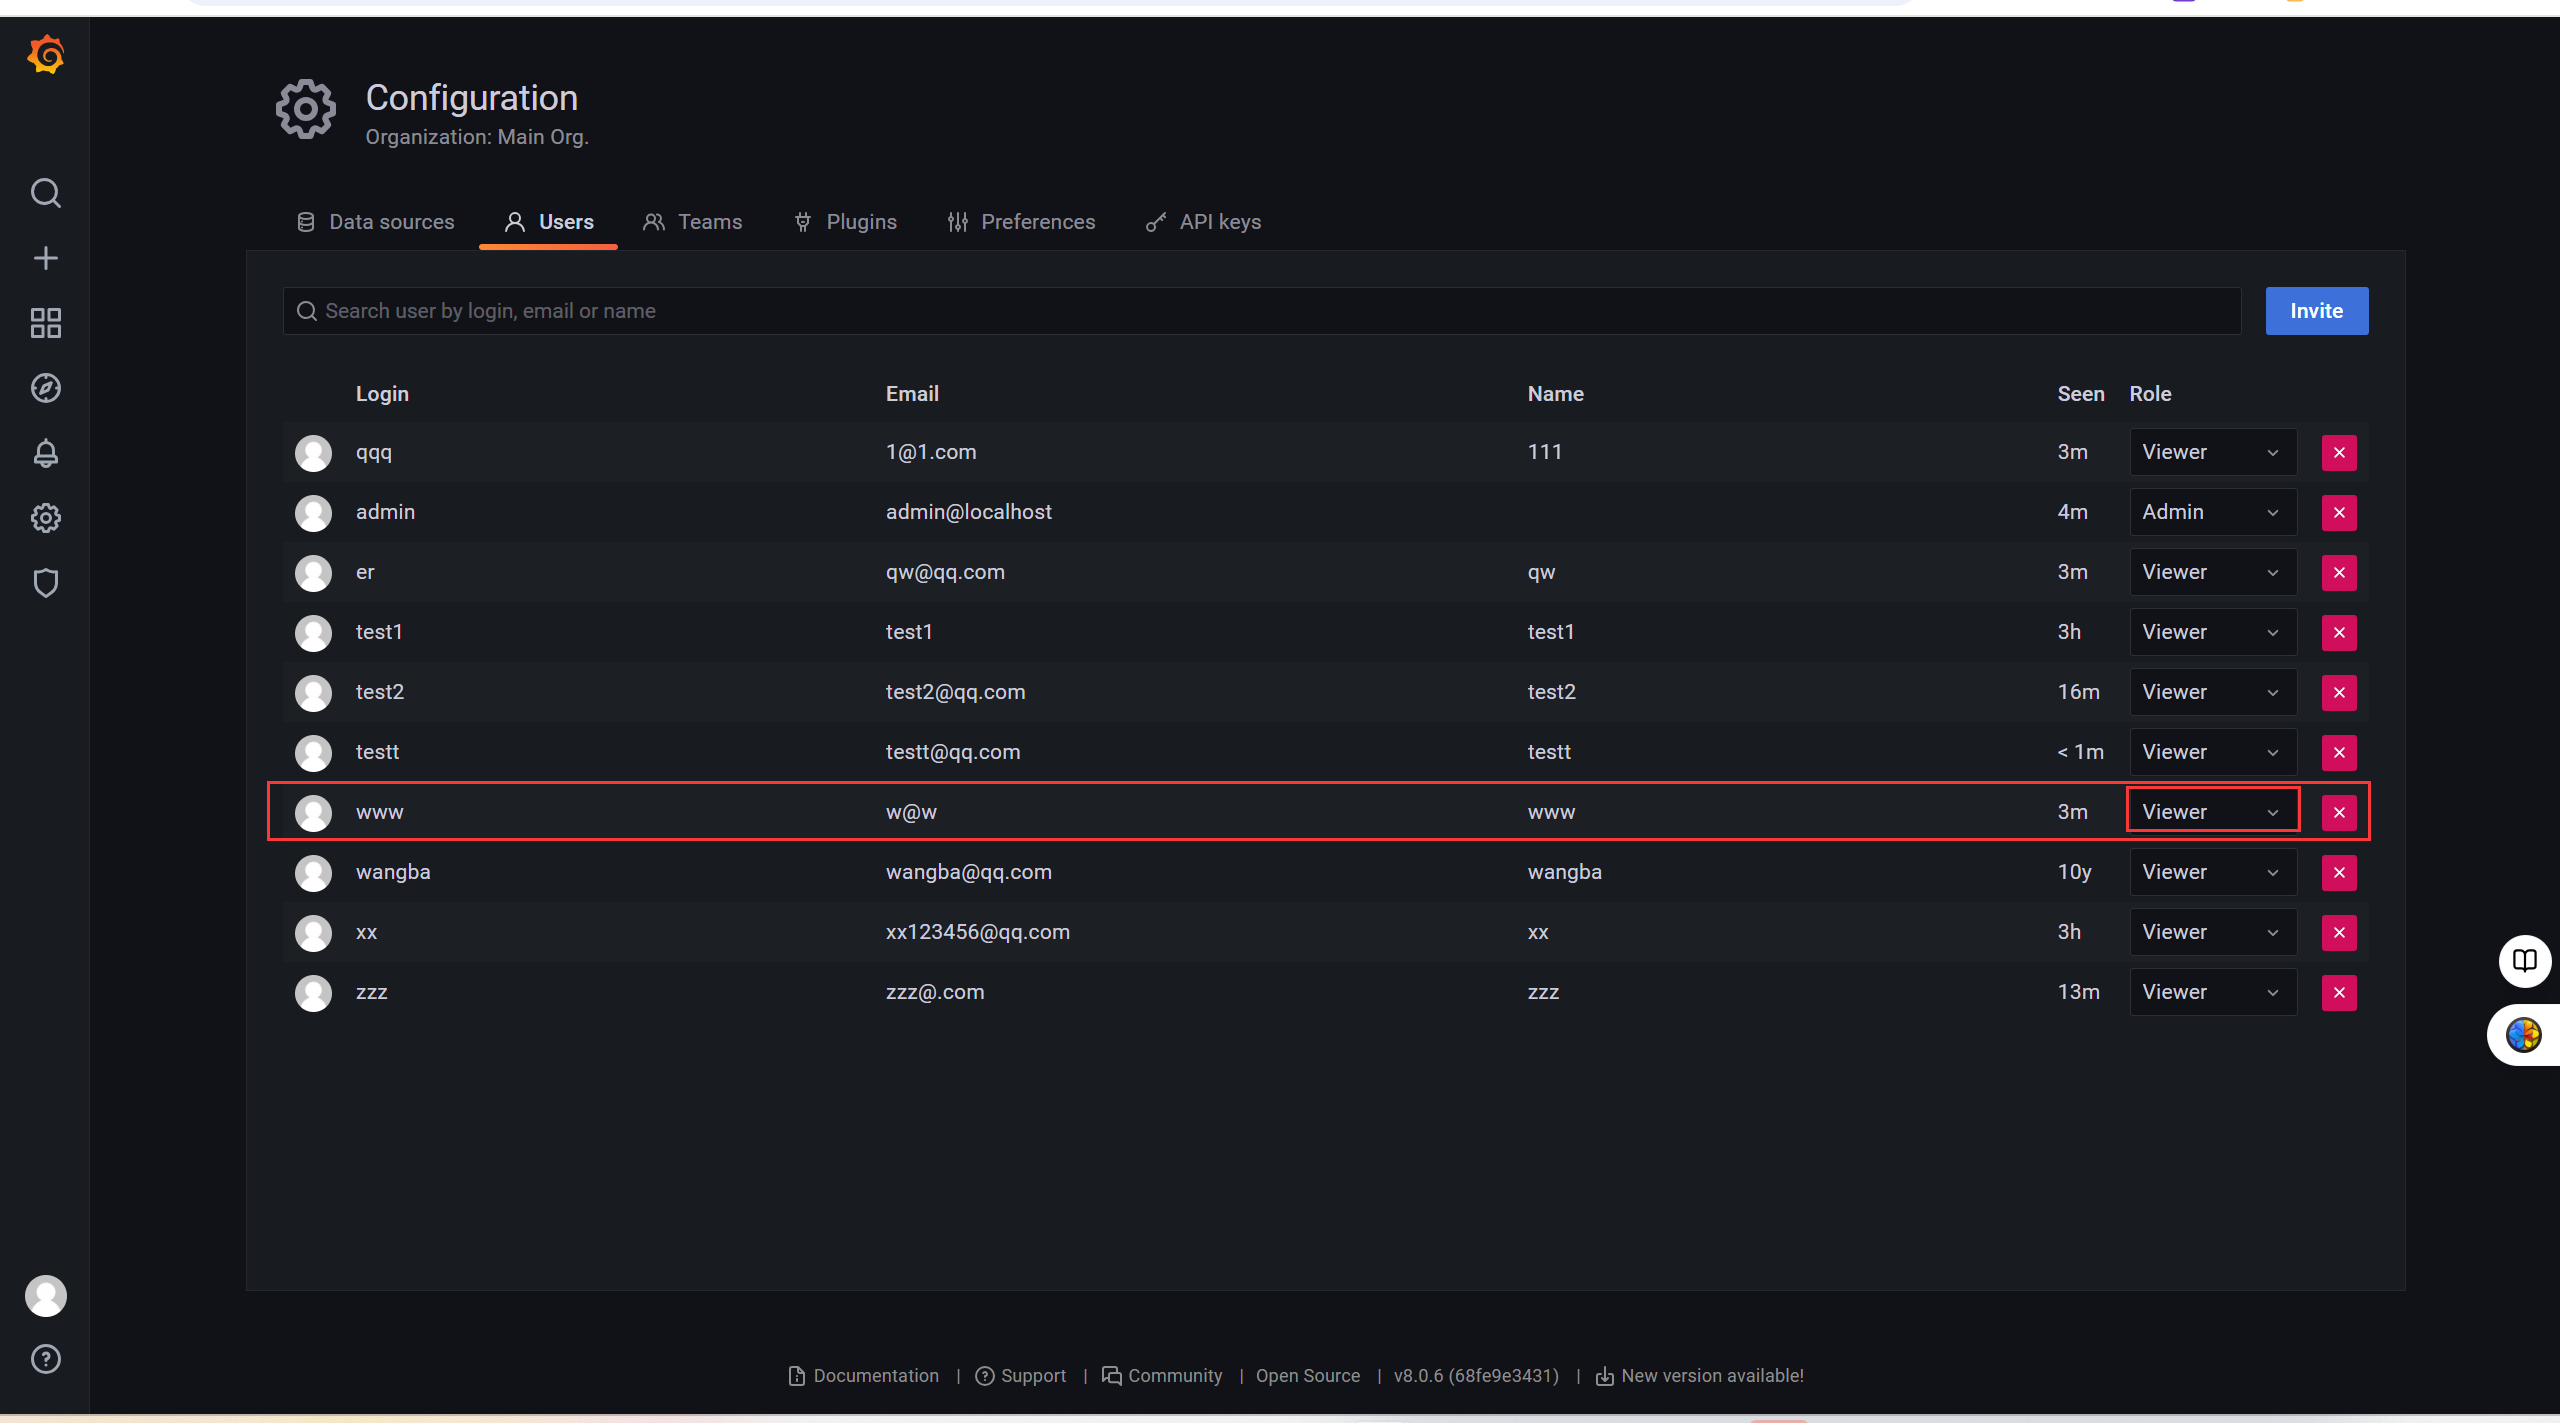 Configuration
Organization: Main Org.
Data sources Users Teams Plugins Preferences API keys
Search user by login, email or name Invite
Login Email Name Seen Role
qqq 1@1.com 111 3m Viewer
admin admin@localhost 4m Admin
er qw@qq.com qw 3m Viewer
test1 test1 test1 3h Viewer
test2 test2@qq.com test2 16m Viewer
testt testt@qq.com testt < 1m Viewer
www w@w www 3m Viewer
wangba wangba@qq.com wangba 10y Viewer
xx xx123456@qq.com xx 3h Viewer
zzz zzz@.com zzz 13m Viewer
Documentation | Support | Community | Open Source | v8.0.6 (68fe9e3431) | New version available!